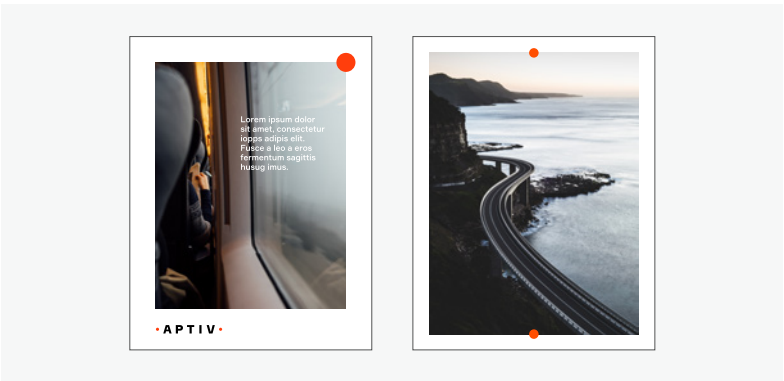 Lorem ipsum dolor
sit amet, consectetur
iopps adipis elit.
Fusce a leo a eros
fermentum sagittis
husug imus.
• APTIV •